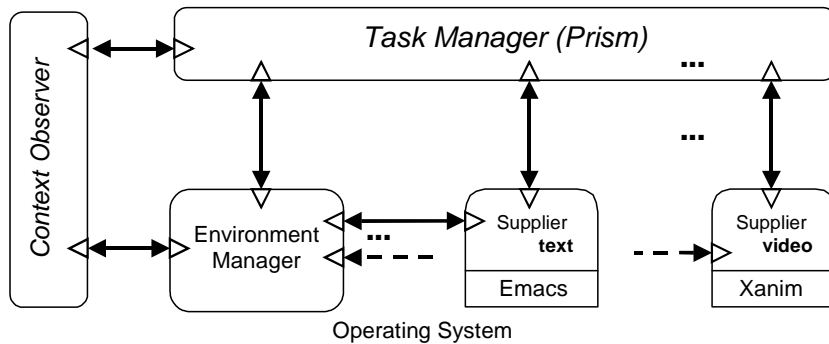 Task Manager (Prism)
...
Context Observer
...
Environment
Manager
...
Supplier
text
Emacs
Supplier
video
Xanim
Operating System